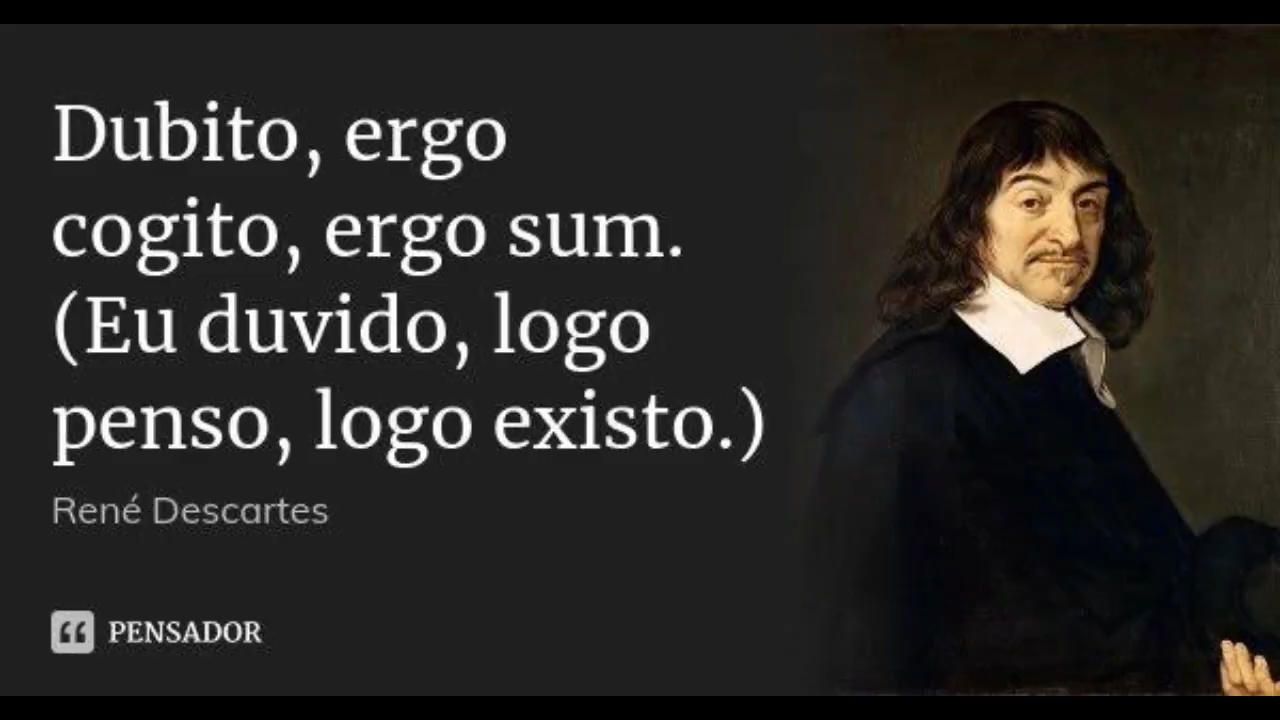 Dubito, ergo
cogito, ergo sum.
(Eu duvido, logo
penso, logo existo.)
René Descartes
PENSADOR